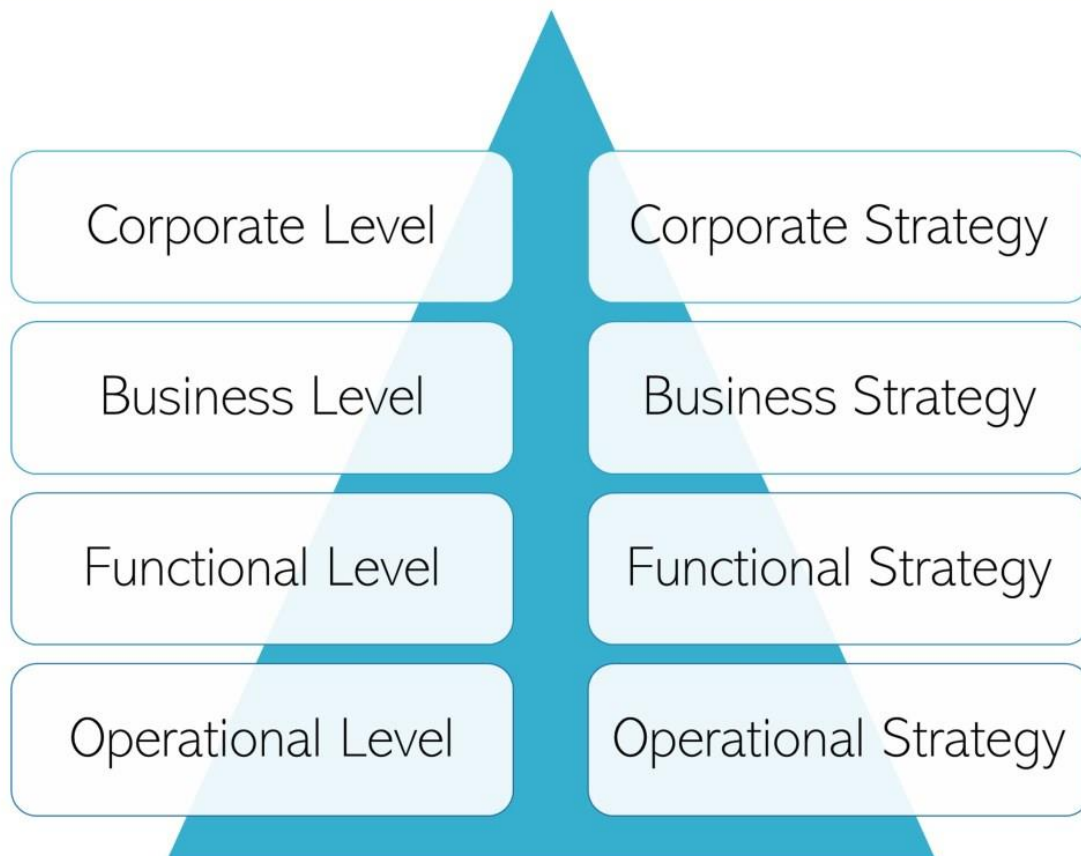 Corporate Level
Corporate Strategy
Business Level
Business Strategy
Functional Level
Functional Strategy
Operational Level
Operational Strategy